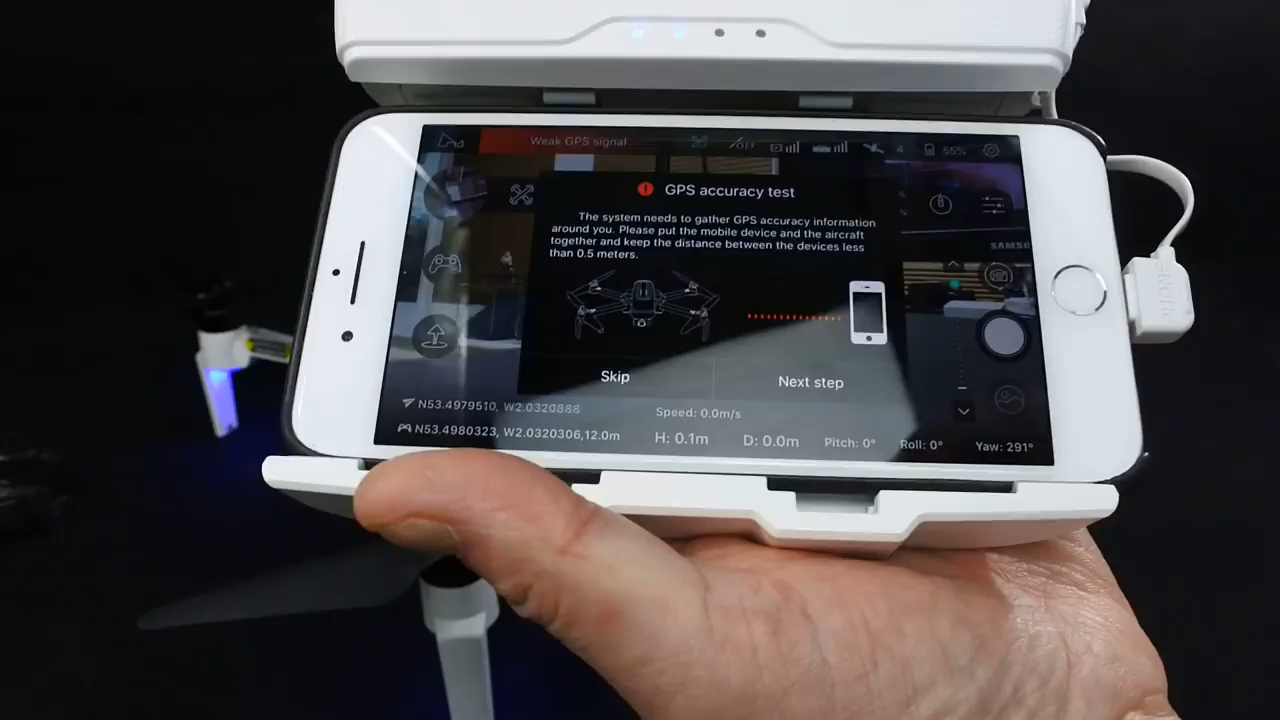 Weak GPS signal
4
65%
GPS accuracy test
The system needs to gather GPS accuracy information
around you. Please put the mobile device and the aircraft
together and keep the distance between the devices less
than 0.5 meters.
SAMSU
Skip
Next step
N53.4979510, W2.0320888
Speed: 0.0m/s
N53.4980323, W2.0320306,12.0m
H: 0.1m
D: 0.0m
Pitch: 0°
Roll: 0°
Yaw: 291°
PHONE